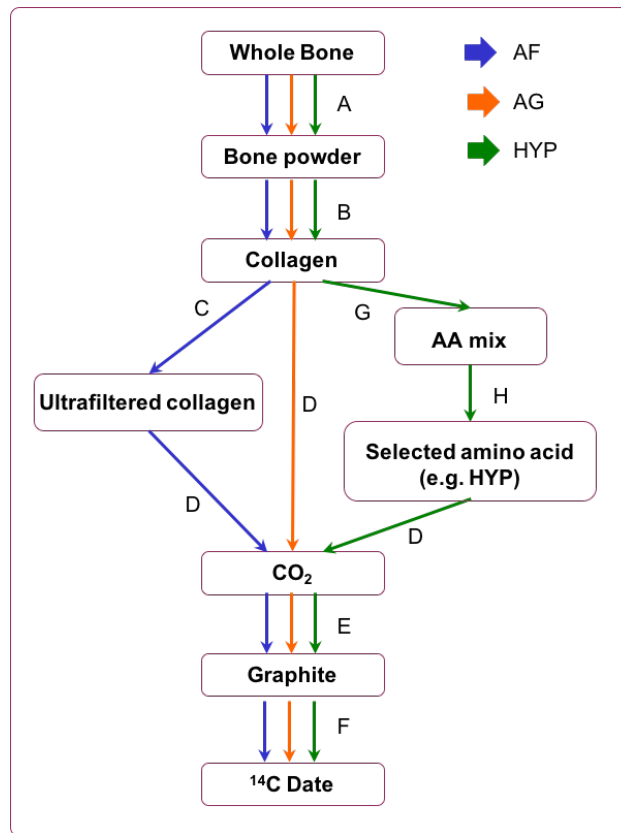 Whole Bone
AF
A
AG
Bone powder
HYP
B
Collagen
C
G
AA mix
Ultrafiltered collagen
D
H
Selected amino acid
(e.g. HYP)
D
D
CO₂
E
Graphite
F
¹⁴C Date